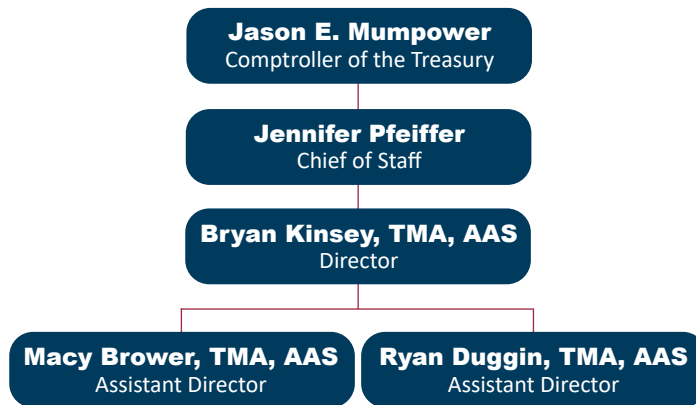 Jason E. Mumpower
Comptroller of the Treasury
Jennifer Pfeiffer
Chief of Staff
Bryan Kinsey, TMA, AAS
Director
Macy Brower, TMA, AAS
Assistant Director
Ryan Duggin, TMA, AAS
Assistant Director